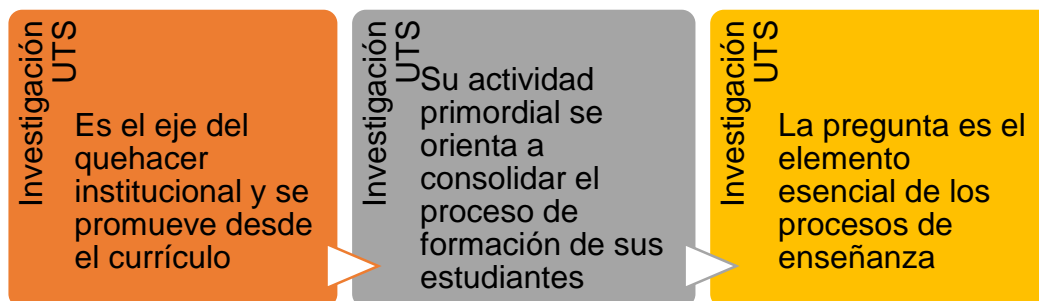 Investigación
UTS
Es el eje del
quehacer
institucional y se
promueve desde
el currículo
Investigación
UTS
Su actividad
primordial se
orienta a
consolidar el
proceso de
formación de sus
estudiantes
Investigación
UTS
La pregunta es el
elemento
esencial de los
procesos de
enseñanza